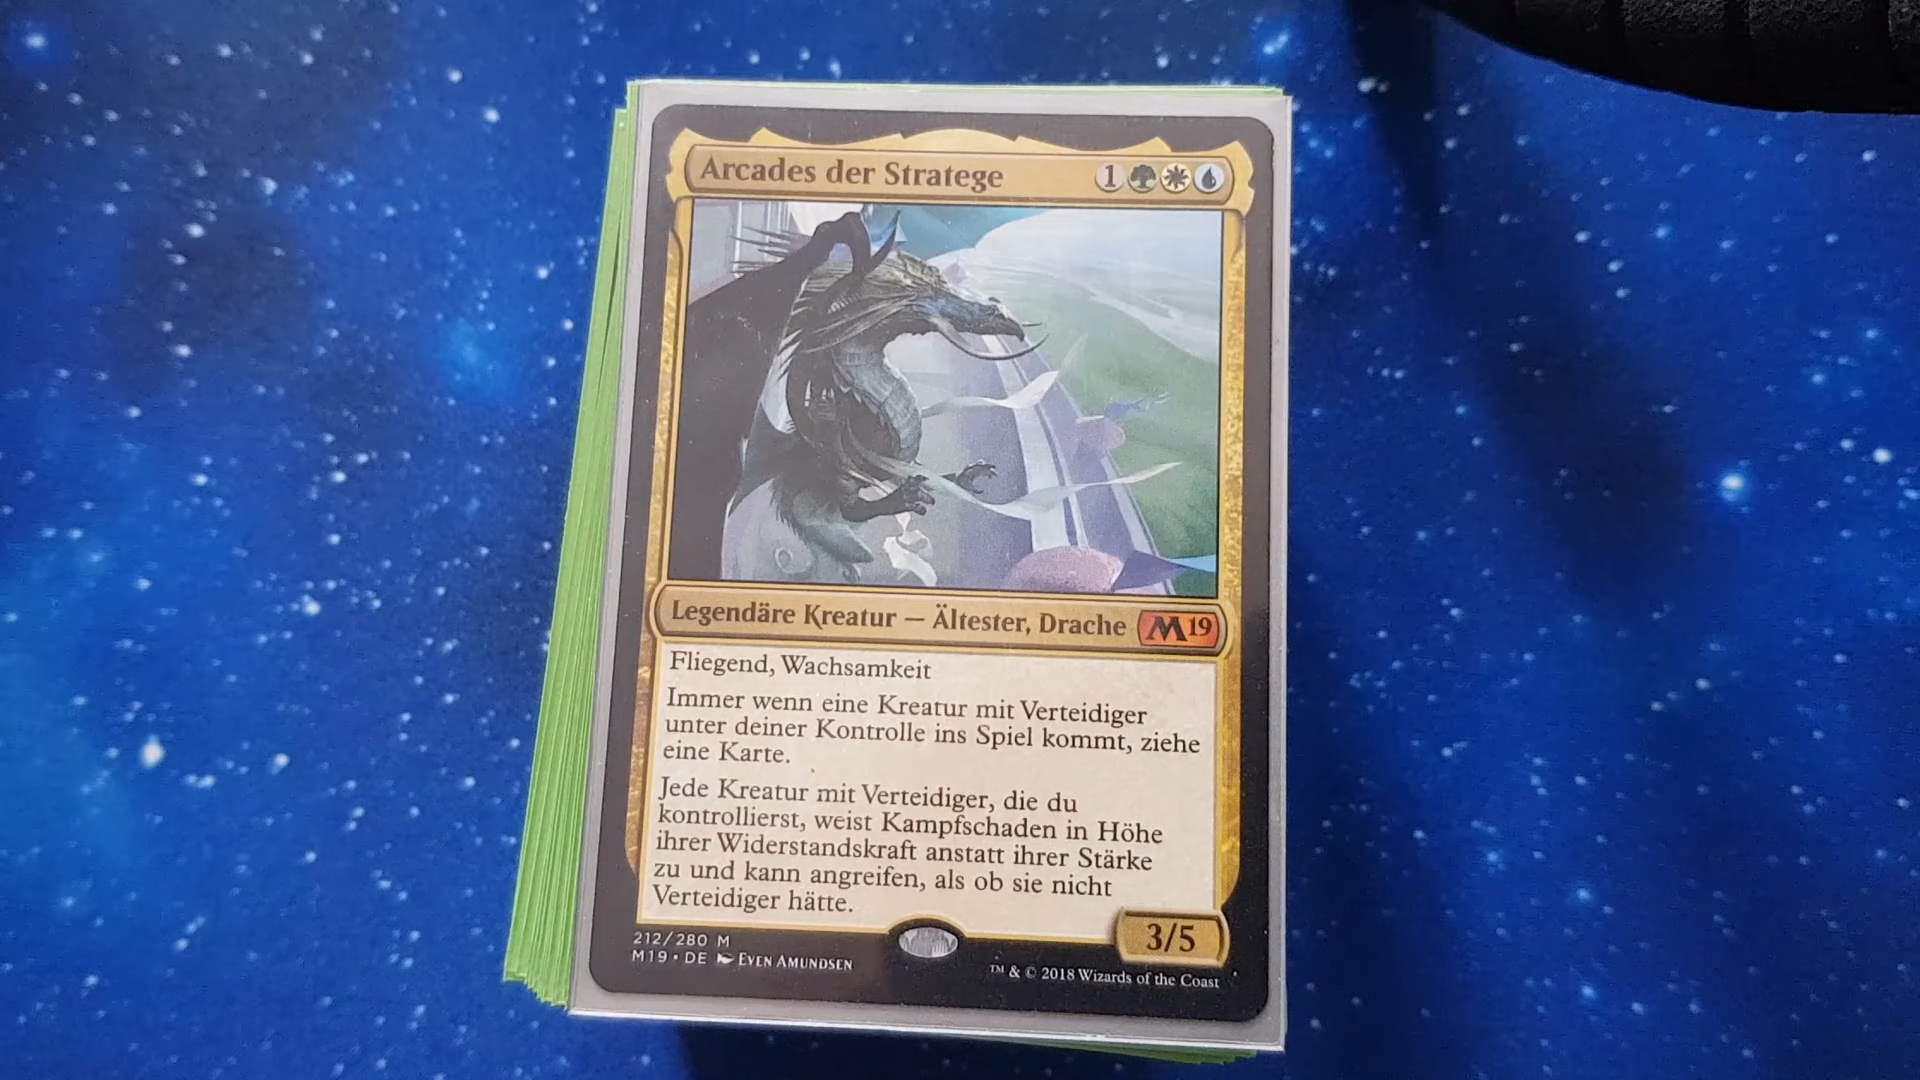 Arcades der Stratege 1
Legendäre Kreatur — Ältester, Drache M19
Fliegend, Wachsamkeit
Immer wenn eine Kreatur mit Verteidiger
unter deiner Kontrolle ins Spiel kommt, ziehe
eine Karte.
Jede Kreatur mit Verteidiger, die du
kontrollierst, weist Kampfschaden in Höhe
ihrer Widerstandskraft anstatt ihrer Stärke
zu und kann angreifen, als ob sie nicht
Verteidiger hätte.
3/5
212/280 M
M19 • DE Even Amundsen
™ & © 2018 Wizards of the Coast